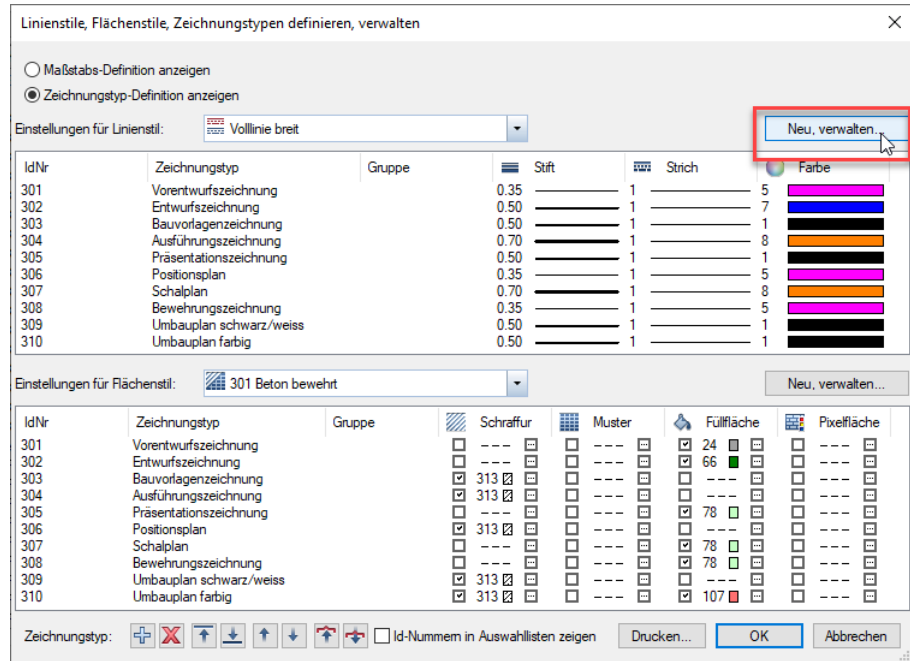 Linienstile, Flächenstile, Zeichnungstypen definieren, verwalten
Maßstabs-Definition anzeigen
Zeichnungstyp-Definition anzeigen
Einstellungen für Linienstil: Volllinie breit Neu, verwalten...
IdNr Zeichnungstyp Gruppe Stift Strich Farbe
301 Vorentwurfszeichnung 0.35 1 5
302 Entwurfszeichnung 0.50 1 7
303 Bauvorlagenzeichnung 0.50 1 1
304 Ausführungszeichnung 0.70 1 8
305 Präsentationszeichnung 0.50 1 1
306 Positionsplan 0.35 1 5
307 Schalplan 0.70 1 8
308 Bewehrungszeichnung 0.35 1 5
309 Umbauplan schwarz/weiss 0.50 1 1
310 Umbauplan farbig 0.50 1 1
Einstellungen für Flächenstil: 301 Beton bewehrt Neu, verwalten...
IdNr Zeichnungstyp Gruppe Schraffur Muster Füllfläche Pixelfläche
301 Vorentwurfszeichnung --- --- 24 ---
302 Entwurfszeichnung --- --- 66 ---
303 Bauvorlagenzeichnung 313 --- --- ---
304 Ausführungszeichnung 313 --- --- ---
305 Präsentationszeichnung --- --- 78 ---
306 Positionsplan 313 --- --- ---
307 Schalplan --- --- 78 ---
308 Bewehrungszeichnung --- --- 78 ---
309 Umbauplan schwarz/weiss 313 --- --- ---
310 Umbauplan farbig 313 --- 107 ---
Zeichnungstyp: Id-Nummern in Auswahllisten zeigen Drucken... OK Abbrechen